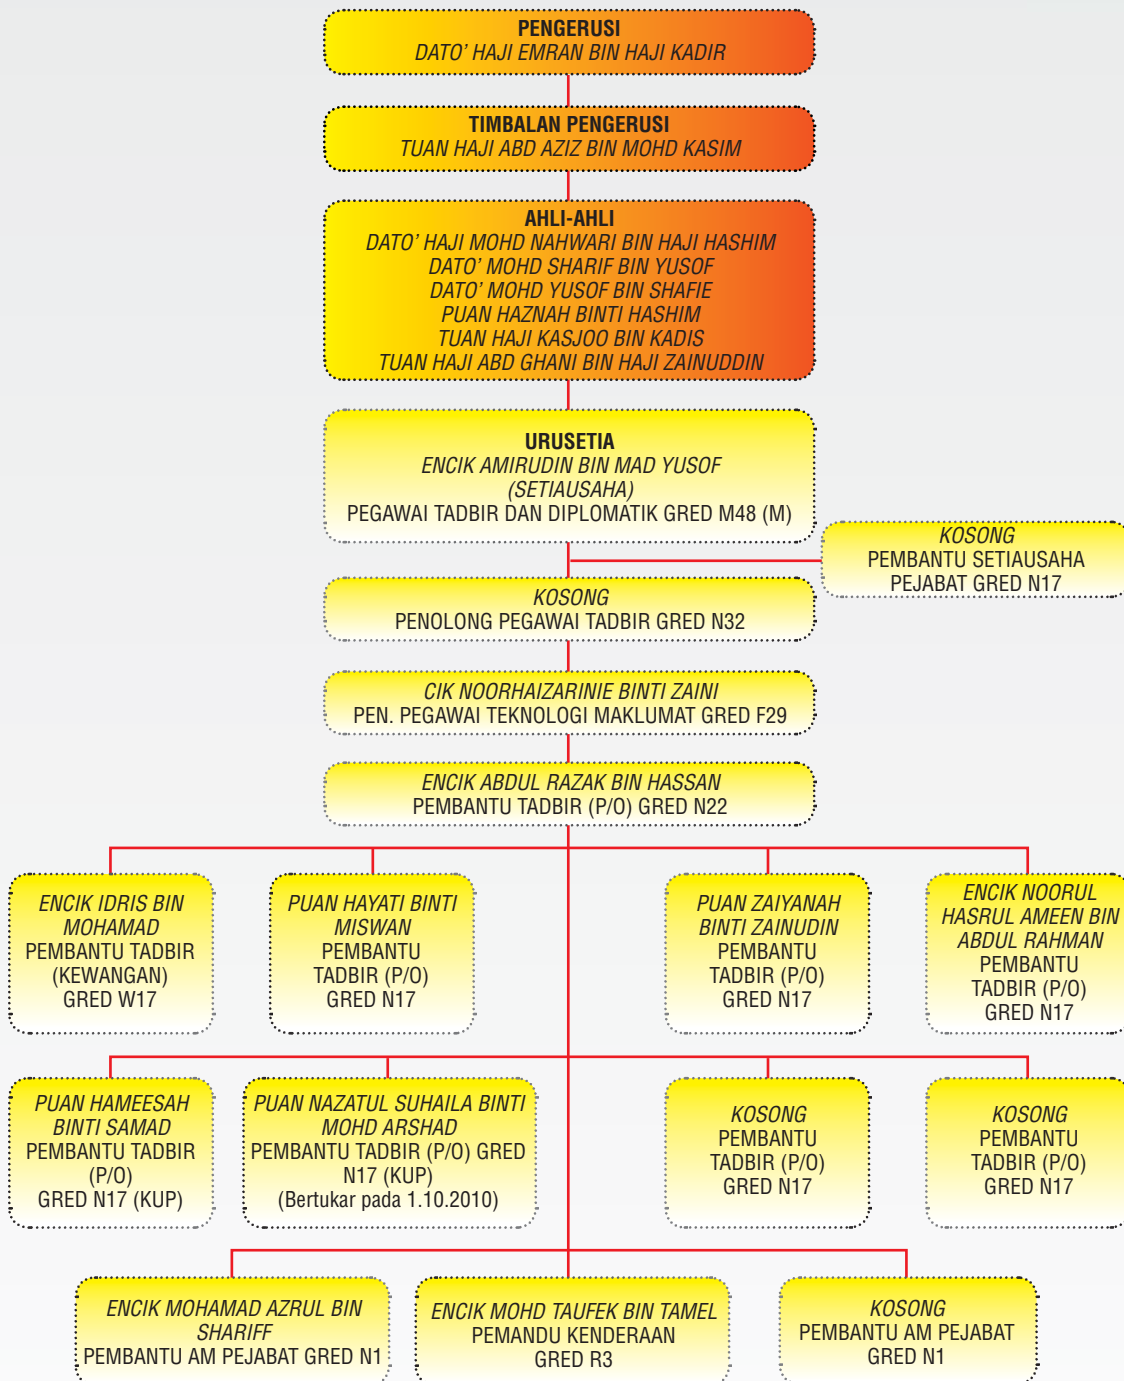 PENGERUSI
DATO' HAJI EMRAN BIN HAJI KADIR
TIMBALAN PENGERUSI
TUAN HAJI ABD AZIZ BIN MOHD KASIM
AHLI-AHLI
DATO' HAJI MOHD NAHWARI BIN HAJI HASHIM
DATO' MOHD SHARIF BIN YUSOF
DATO' MOHD YUSOF BIN SHAFIE
PUAN HAZNAH BINTI HASHIM
TUAN HAJI KASJOO BIN KADIS
TUAN HAJI ABD GHANI BIN HAJI ZAINUDDIN
URUSETIA
ENCIK AMIRUDIN BIN MAD YUSOF
(SETIAUSAHA)
PEGAWAI TADBIR DAN DIPLOMATIK GRED M48 (M)
KOSONG
PEMBANTU SETIAUSAHA
PEJABAT GRED N17
KOSONG
PENOLONG PEGAWAI TADBIR GRED N32
CIK NOORHAIZARINIE BINTI ZAINI
PEN. PEGAWAI TEKNOLOGI MAKLUMAT GRED F29
ENCIK ABDUL RAZAK BIN HASSAN
PEMBANTU TADBIR (P/O) GRED N22
ENCIK IDRIS BIN
MOHAMAD
PEMBANTU TADBIR
(KEWANGAN)
GRED W17
PUAN HAYATI BINTI
MISWAN
PEMBANTU
TADBIR (P/O)
GRED N17
PUAN ZAIYANAH
BINTI ZAINUDIN
PEMBANTU
TADBIR (P/O)
GRED N17
ENCIK NOORUL
HASRUL AMEEN BIN
ABDUL RAHMAN
PEMBANTU
TADBIR (P/O)
GRED N17
PUAN HAMEESAH
BINTI SAMAD
PEMBANTU TADBIR
(P/O)
GRED N17 (KUP)
PUAN NAZATUL SUHAILA BINTI
MOHD ARSHAD
PEMBANTU TADBIR (P/O) GRED
N17 (KUP)
(Bertukar pada 1.10.2010)
KOSONG
PEMBANTU
TADBIR (P/O)
GRED N17
KOSONG
PEMBANTU
TADBIR (P/O)
GRED N17
ENCIK MOHAMAD AZRUL BIN
SHARIFF
PEMBANTU AM PEJABAT GRED N1
ENCIK MOHD TAUFEK BIN TAMEL
PEMANDU KENDERAAN
GRED R3
KOSONG
PEMBANTU AM PEJABAT
GRED N1